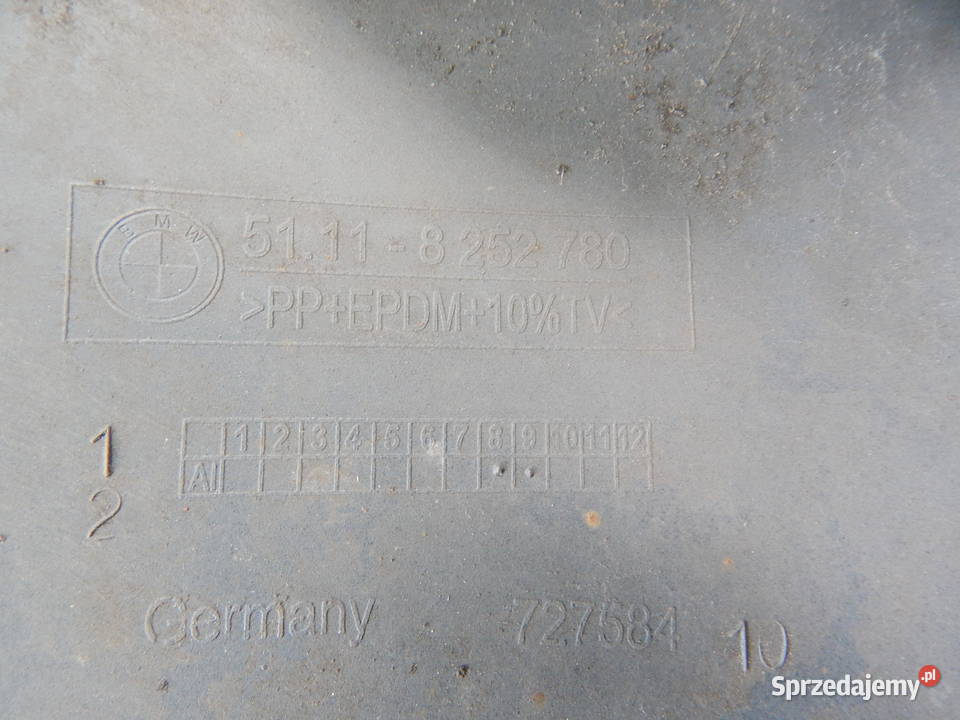 BMW
51.11 - 8 252 780
>PP+EPDM+10%TV<
1 2 3 4 5 6 7 8 9 10 11 12
AI
1
2
Germany 727584 10
Sprzedajemy.pl